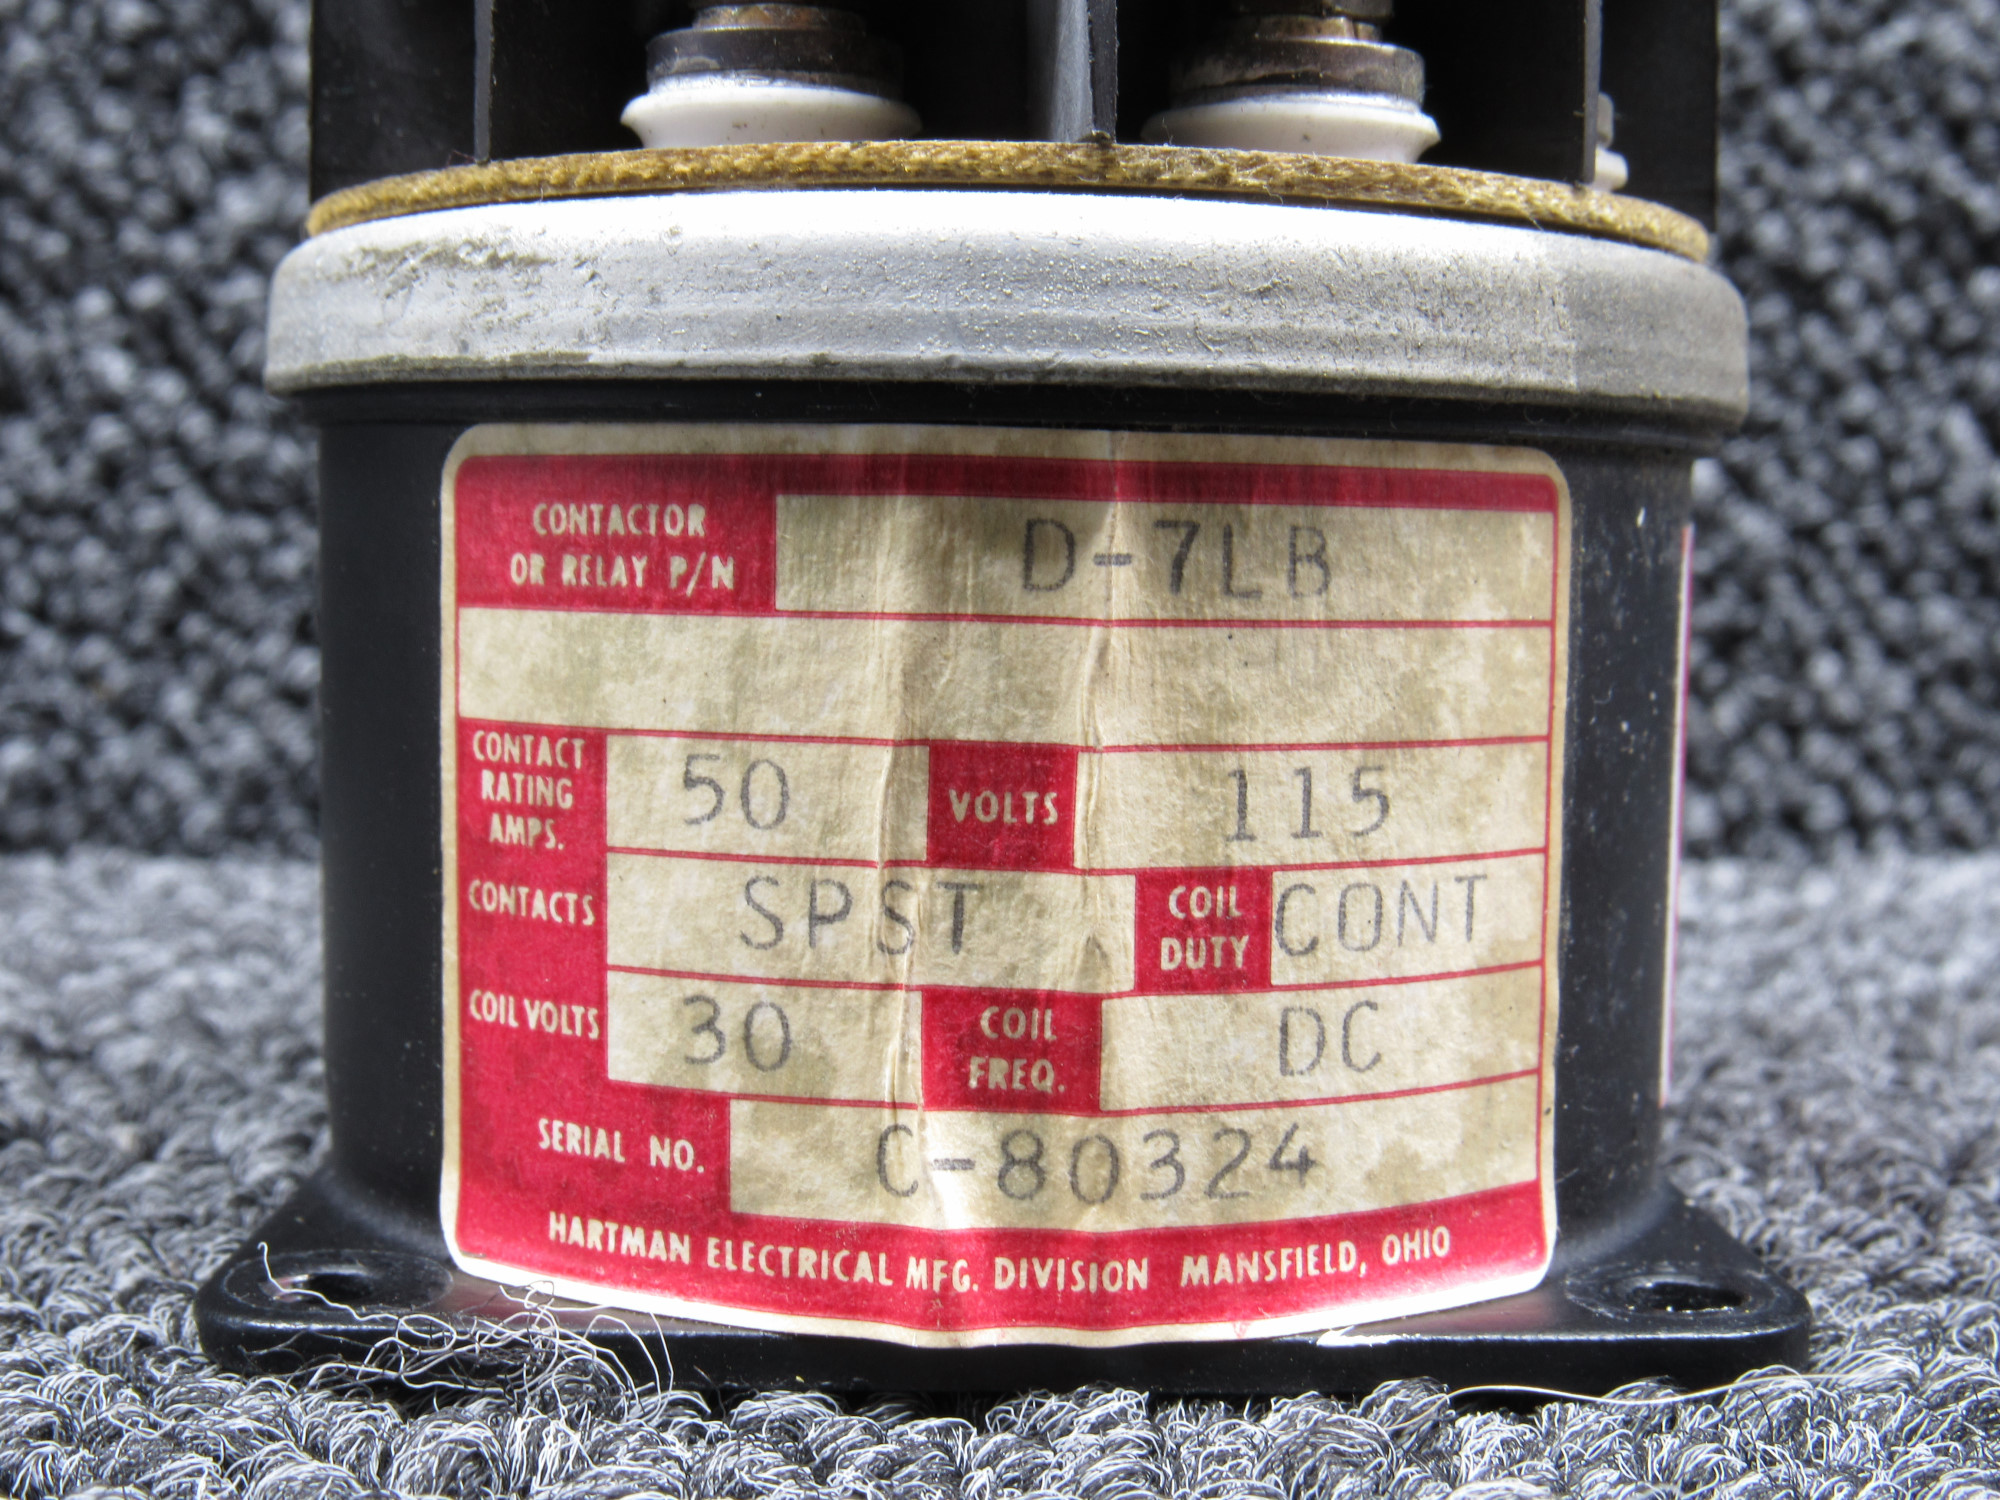 CONTACTOR
OR RELAY P/N
D-7LB
CONTACT
RATING
AMPS.
50
VOLTS
115
CONTACTS
SPST
COIL
DUTY
CONT
COIL VOLTS
30
COIL
FREQ.
DC
SERIAL NO.
C-80324
HARTMAN ELECTRICAL MFG. DIVISION MANSFIELD, OHIO